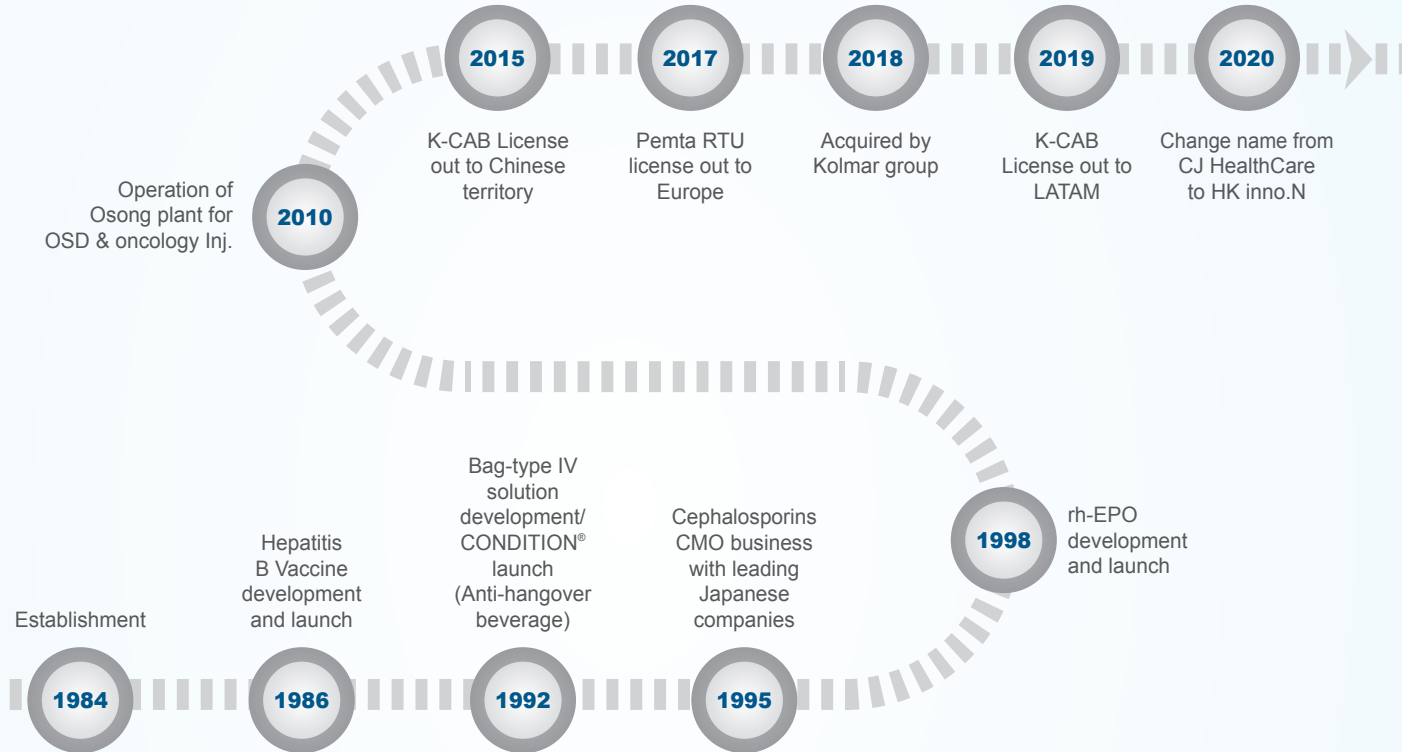 2015
K-CAB License
out to Chinese
territory
2017
Pemta RTU
license out to
Europe
2018
Acquired by
Kolmar group
2019
K-CAB
License out to
LATAM
2020
Change name from
CJ HealthCare
to HK inno.N
Operation of
Osong plant for
OSD & oncology Inj.
2010
1998
rh-EPO
development
and launch
Establishment
1984
Hepatitis
B Vaccine
development
and launch
1986
Bag-type IV
solution
development/
CONDITION®
launch
(Anti-hangover
beverage)
1992
Cephalosporins
CMO business
with leading
Japanese
companies
1995